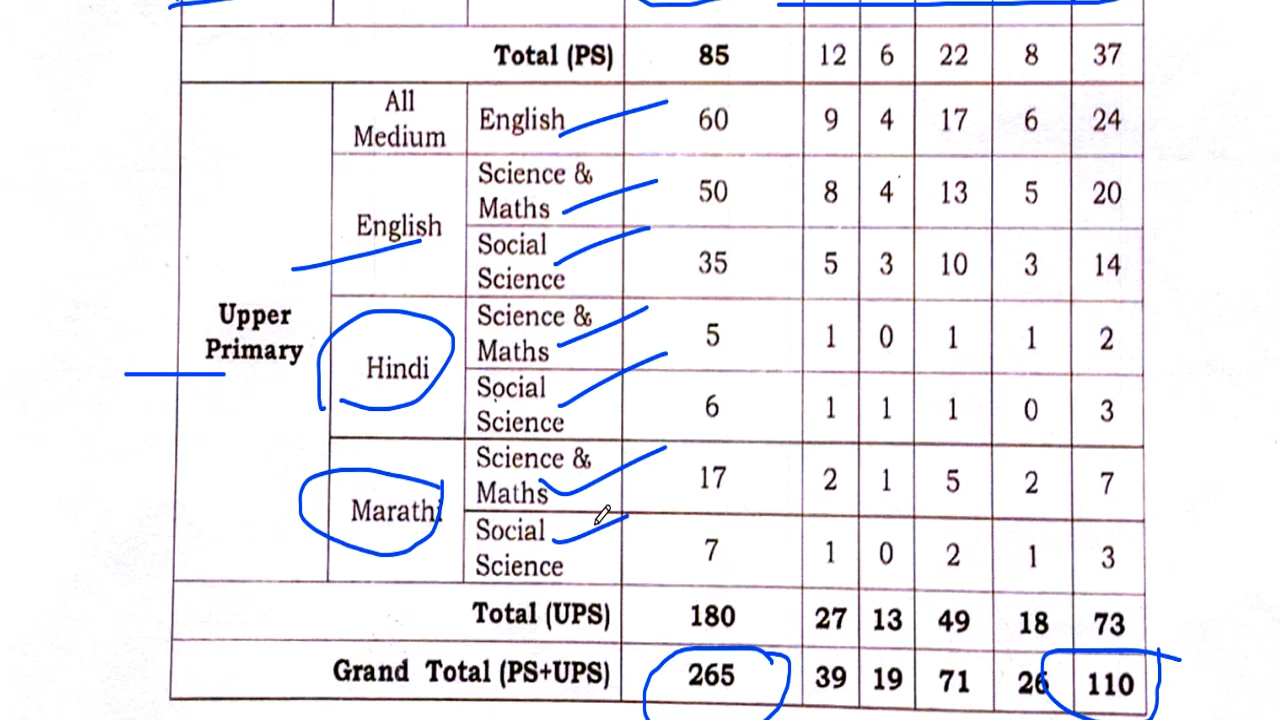 Total (PS) 85 12 6 22 8 37
Upper
Primary
All
Medium
English 60 9 4 17 6 24
English
Science &
Maths 50 8 4 13 5 20
Social
Science 35 5 3 10 3 14
Hindi
Science &
Maths 5 1 0 1 1 2
Social
Science 6 1 1 1 0 3
Marathi
Science &
Maths 17 2 1 5 2 7
Social
Science 7 1 0 2 1 3
Total (UPS) 180 27 13 49 18 73
Grand Total (PS+UPS) 265 39 19 71 26 110